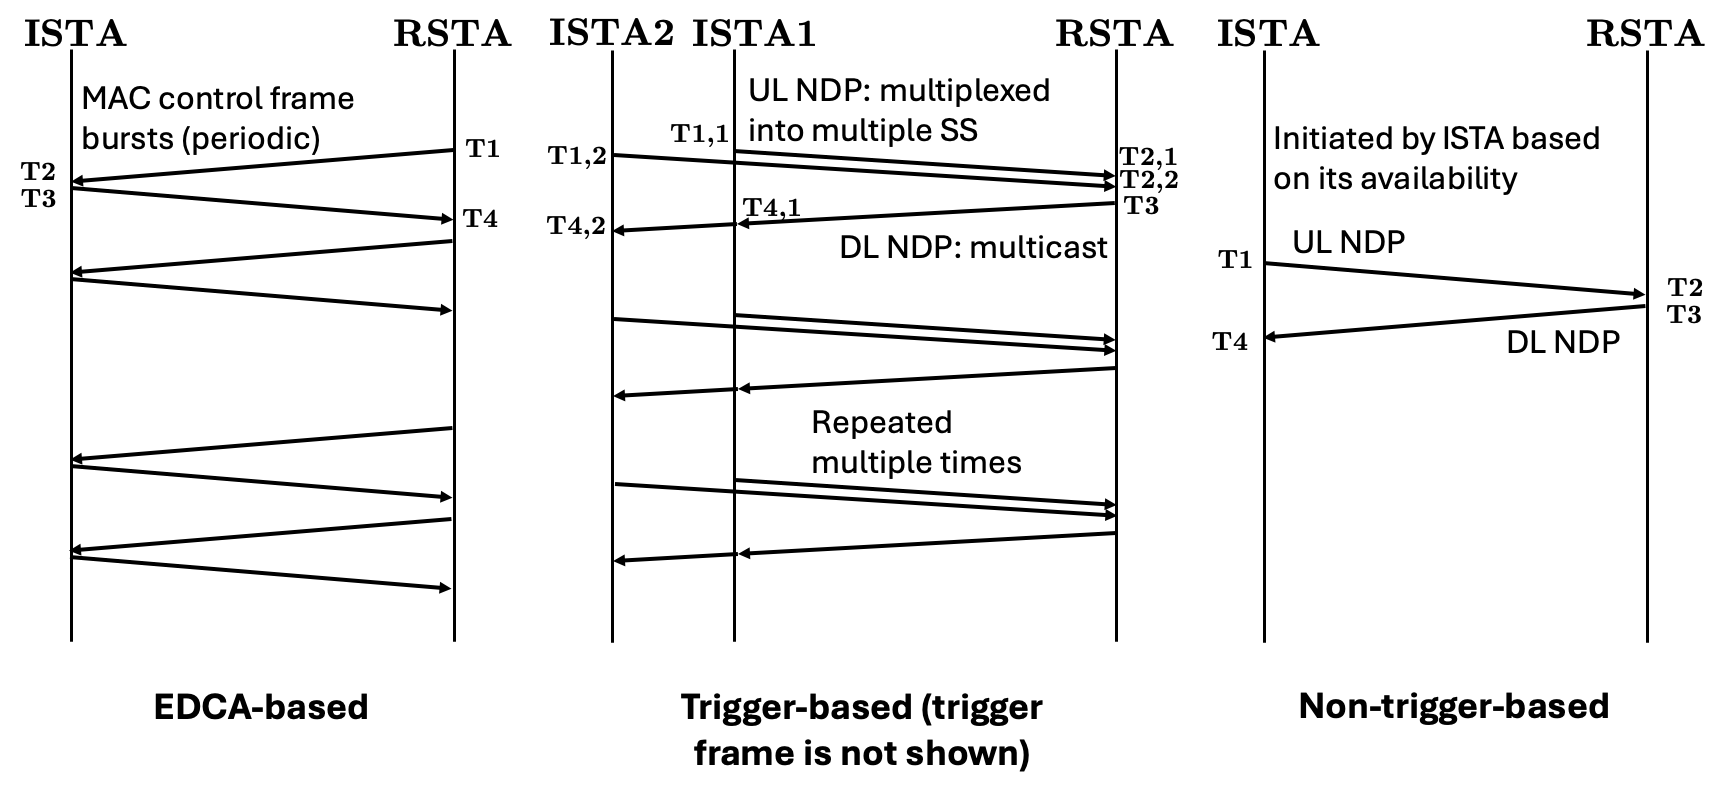 ISTA
RSTA
MAC control frame
bursts (periodic)
T1
T2
T3
T4
EDCA-based
ISTA2
ISTA1
RSTA
UL NDP: multiplexed
into multiple SS
T1,1
T1,2
T2,1
T2,2
T3
T4,1
T4,2
DL NDP: multicast
Repeated
multiple times
Trigger-based (trigger
frame is not shown)
ISTA
RSTA
Initiated by ISTA based
on its availability
UL NDP
T1
T2
T3
T4
DL NDP
Non-trigger-based